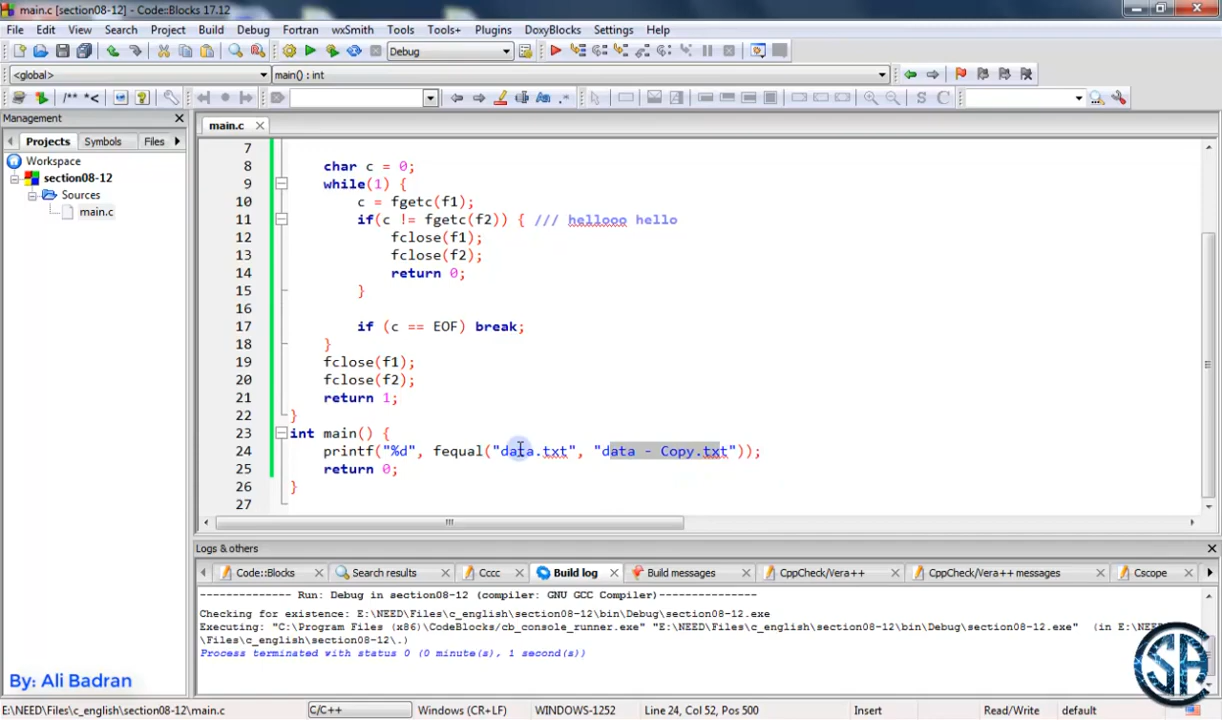 main.c [section08-12] - Code::Blocks 17.12
File Edit View Search Project Build Debug Fortran wxSmith Tools Tools+ Plugins DoxyBlocks Settings Help
Debug
<global> main() : int
/** *< S C
Management main.c
Projects Symbols Files
Workspace
section08-12
Sources
main.c
7
8 char c = 0;
9 while(1) {
10 c = fgetc(f1);
11 if(c != fgetc(f2)) { /// hellooo hello
12 fclose(f1);
13 fclose(f2);
14 return 0;
15 }
16
17 if (c == EOF) break;
18 }
19 fclose(f1);
20 fclose(f2);
21 return 1;
22 }
23 int main() {
24 printf("%d", fequal("data.txt", "data - Copy.txt"));
25 return 0;
26 }
27
Logs & others
Code::Blocks Search results Cccc Build log Build messages CppCheck/Vera++ CppCheck/Vera++ messages Cscope
-------------- Run: Debug in section08-12 (compiler: GNU GCC Compiler)---------------
Checking for existence: E:\NEED\Files\c_english\section08-12\bin\Debug\section08-12.exe
Executing: "C:\Program Files (x86)\CodeBlocks/cb_console_runner.exe" "E:\NEED\Files\c_english\section08-12\bin\Debug\section08-12.exe"  (in E:\NEED
\Files\c_english\section08-12\.)
Process terminated with status 0 (0 minute(s), 1 second(s))
By: Ali Badran
SA
E:\NEED\Files\c_english\section08-12\main.c C/C++ Windows (CR+LF) WINDOWS-1252 Line 24, Col 52, Pos 500 Insert Read/Write default